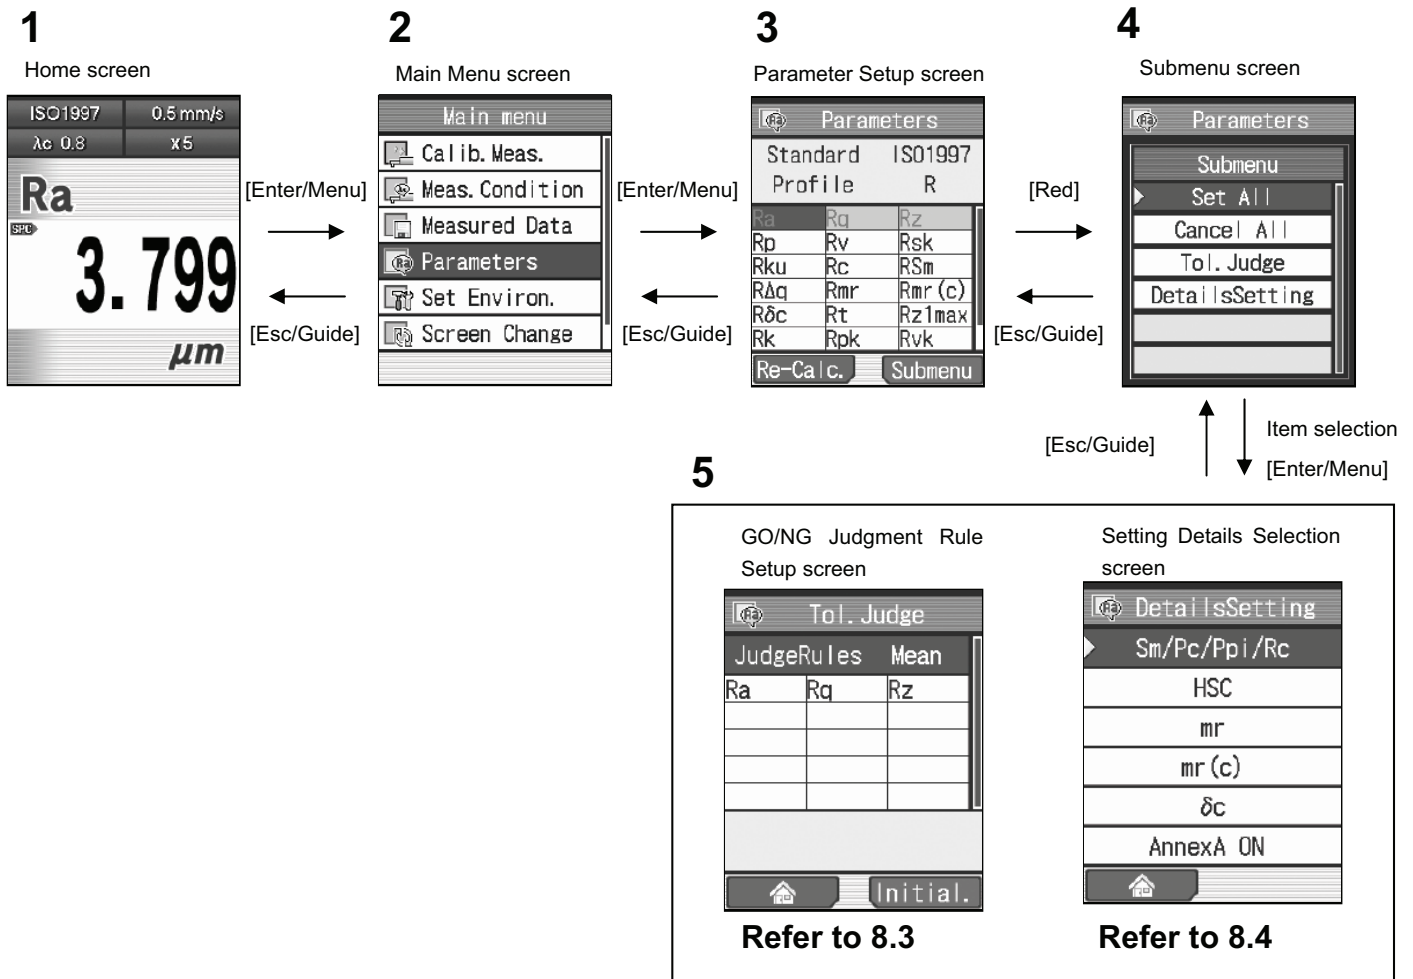 1
Home screen
ISO1997 0.5 mm/s
λc 0.8 X5
Ra
SPC
3.799
µm
[Enter/Menu]
[Esc/Guide]
2
Main Menu screen
Main menu
Calib. Meas.
Meas. Condition
Measured Data
Parameters
Set Environ.
Screen Change
[Enter/Menu]
[Esc/Guide]
3
Parameter Setup screen
Parameters
Standard ISO1997
Profile R
Ra Rq Rz
Rp Rv Rsk
Rku Rc RSm
RΔq Rmr Rmr(c)
Rδc Rt Rz1max
Rk Rpk Rvk
Re-Calc. Submenu
[Red]
[Esc/Guide]
4
Submenu screen
Parameters
Submenu
Set All
Cancel All
Tol. Judge
DetailsSetting
[Esc/Guide]
Item selection
[Enter/Menu]
5
GO/NG Judgment Rule
Setup screen
Tol. Judge
JudgeRules Mean
Ra Rq Rz
Initial.
Refer to 8.3
Setting Details Selection
screen
DetailsSetting
Sm/Pc/Ppi/Rc
HSC
mr
mr(c)
δc
AnnexA ON
Refer to 8.4